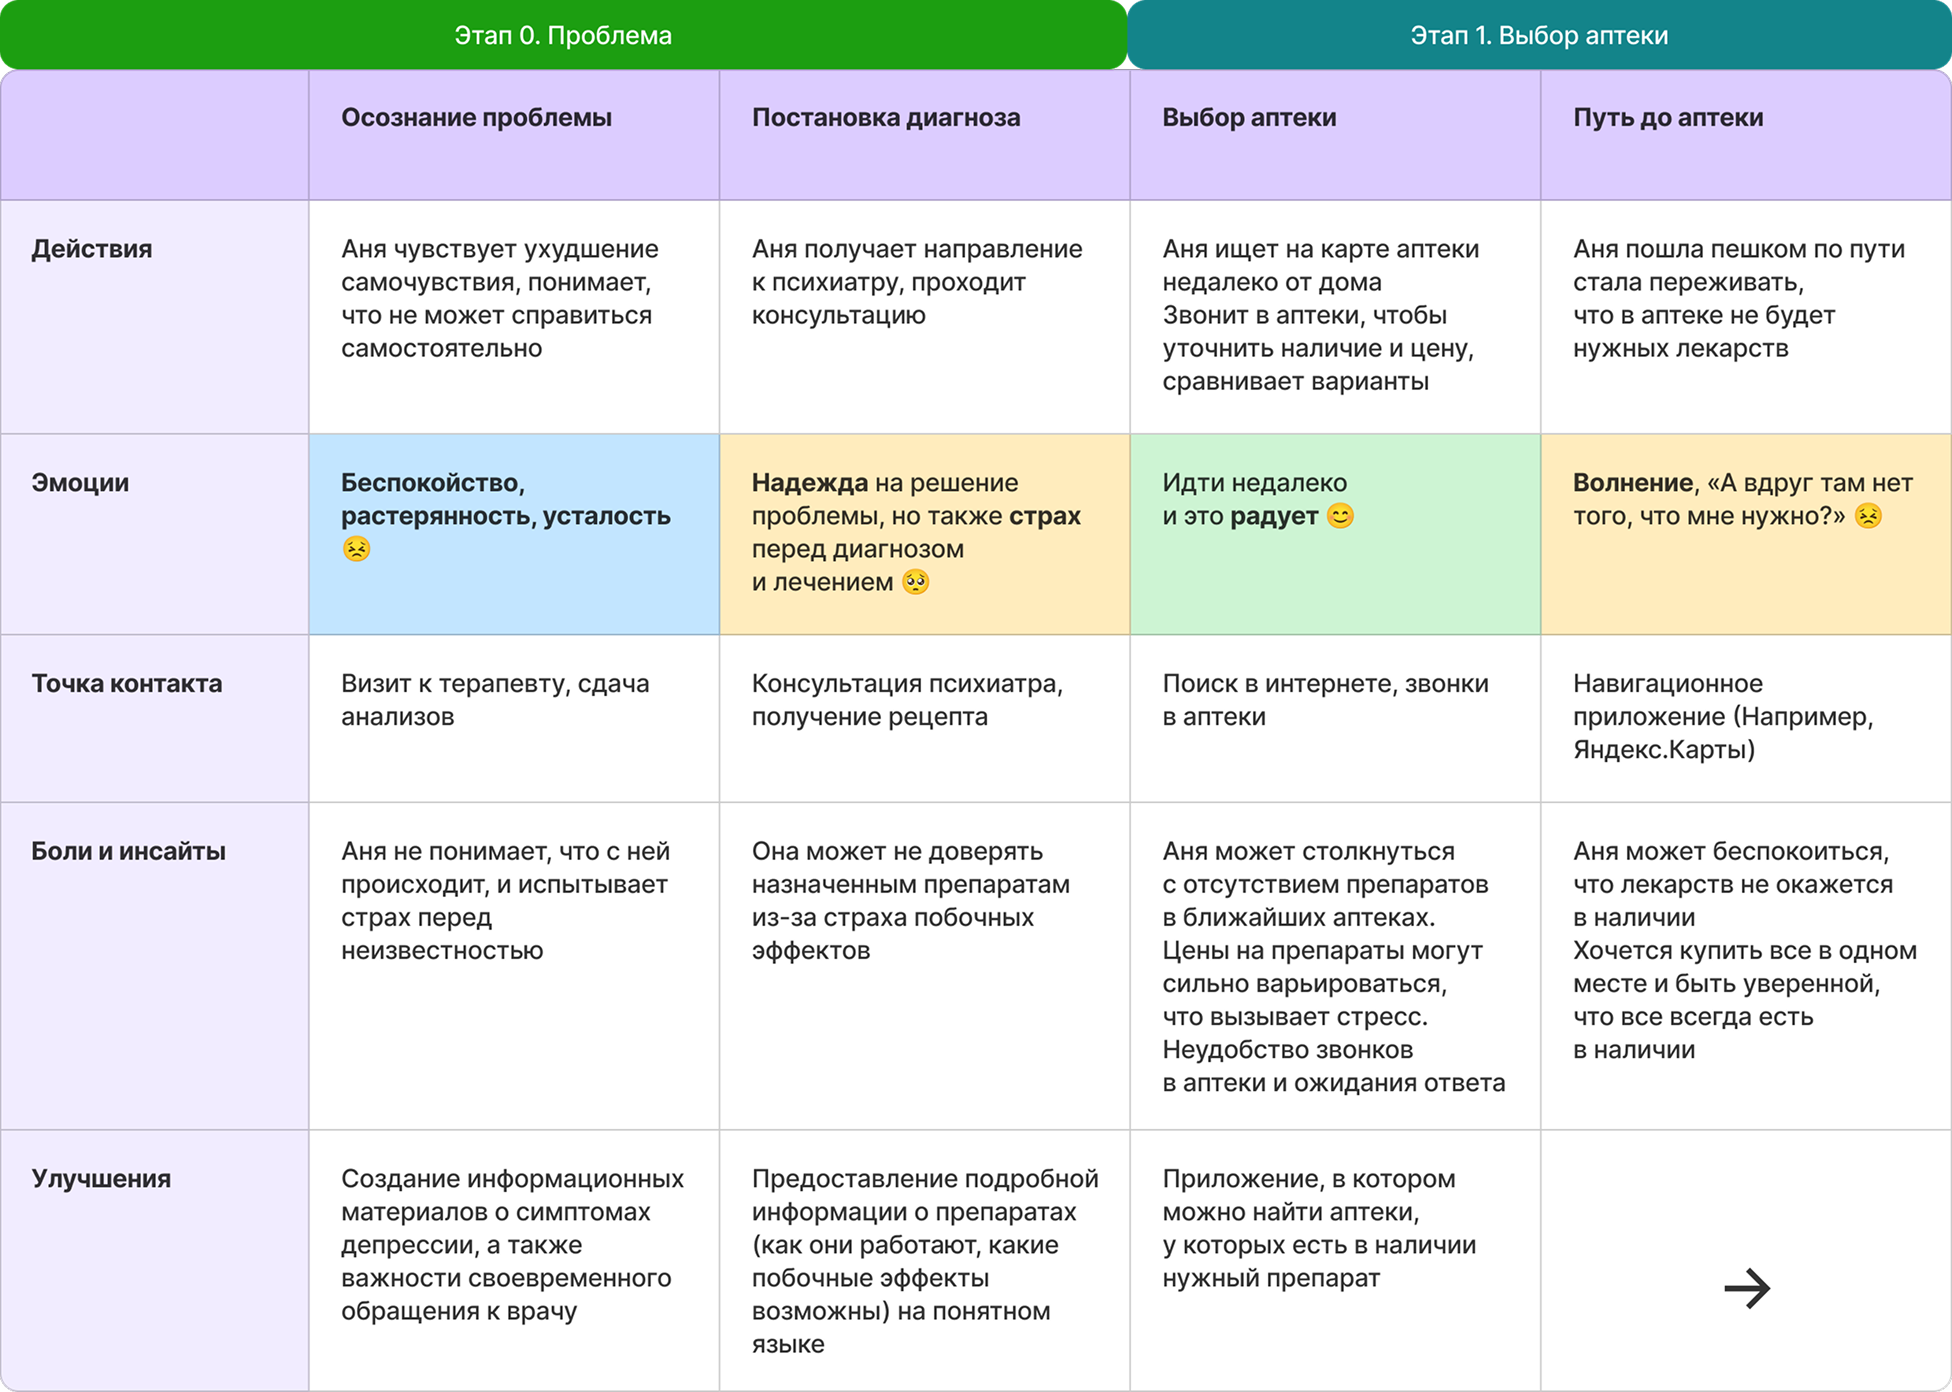 Этап 0. Проблема
Этап 1. Выбор аптеки
Осознание проблемы
Постановка диагноза
Выбор аптеки
Путь до аптеки
Действия
Аня чувствует ухудшение
самочувствия, понимает,
что не может справиться
самостоятельно
Аня получает направление
к психиатру, проходит
консультацию
Аня ищет на карте аптеки
недалеко от дома
Звонит в аптеки, чтобы
уточнить наличие и цену,
сравнивает варианты
Аня пошла пешком по пути
стала переживать,
что в аптеке не будет
нужных лекарств
Эмоции
Беспокойство,
растерянность, усталость
😣
Надежда на решение
проблемы, но также страх
перед диагнозом
и лечением 🥺
Идти недалеко
и это радует 😊
Волнение, «А вдруг там нет
того, что мне нужно?» 😣
Точка контакта
Визит к терапевту, сдача
анализов
Консультация психиатра,
получение рецепта
Поиск в интернете, звонки
в аптеки
Навигационное
приложение (Например,
Яндекс.Карты)
Боли и инсайты
Аня не понимает, что с ней
происходит, и испытывает
страх перед
неизвестностью
Она может не доверять
назначенным препаратам
из-за страха побочных
эффектов
Аня может столкнуться
с отсутствием препаратов
в ближайших аптеках.
Цены на препараты могут
сильно варьироваться,
что вызывает стресс.
Неудобство звонков
в аптеки и ожидания ответа
Аня может беспокоиться,
что лекарств не окажется
в наличии
Хочется купить все в одном
месте и быть уверенной,
что все всегда есть
в наличии
Улучшения
Создание информационных
материалов о симптомах
депрессии, а также
важности своевременного
обращения к врачу
Предоставление подробной
информации о препаратах
(как они работают, какие
побочные эффекты
возможны) на понятном
языке
Приложение, в котором
можно найти аптеки,
у которых есть в наличии
нужный препарат
→